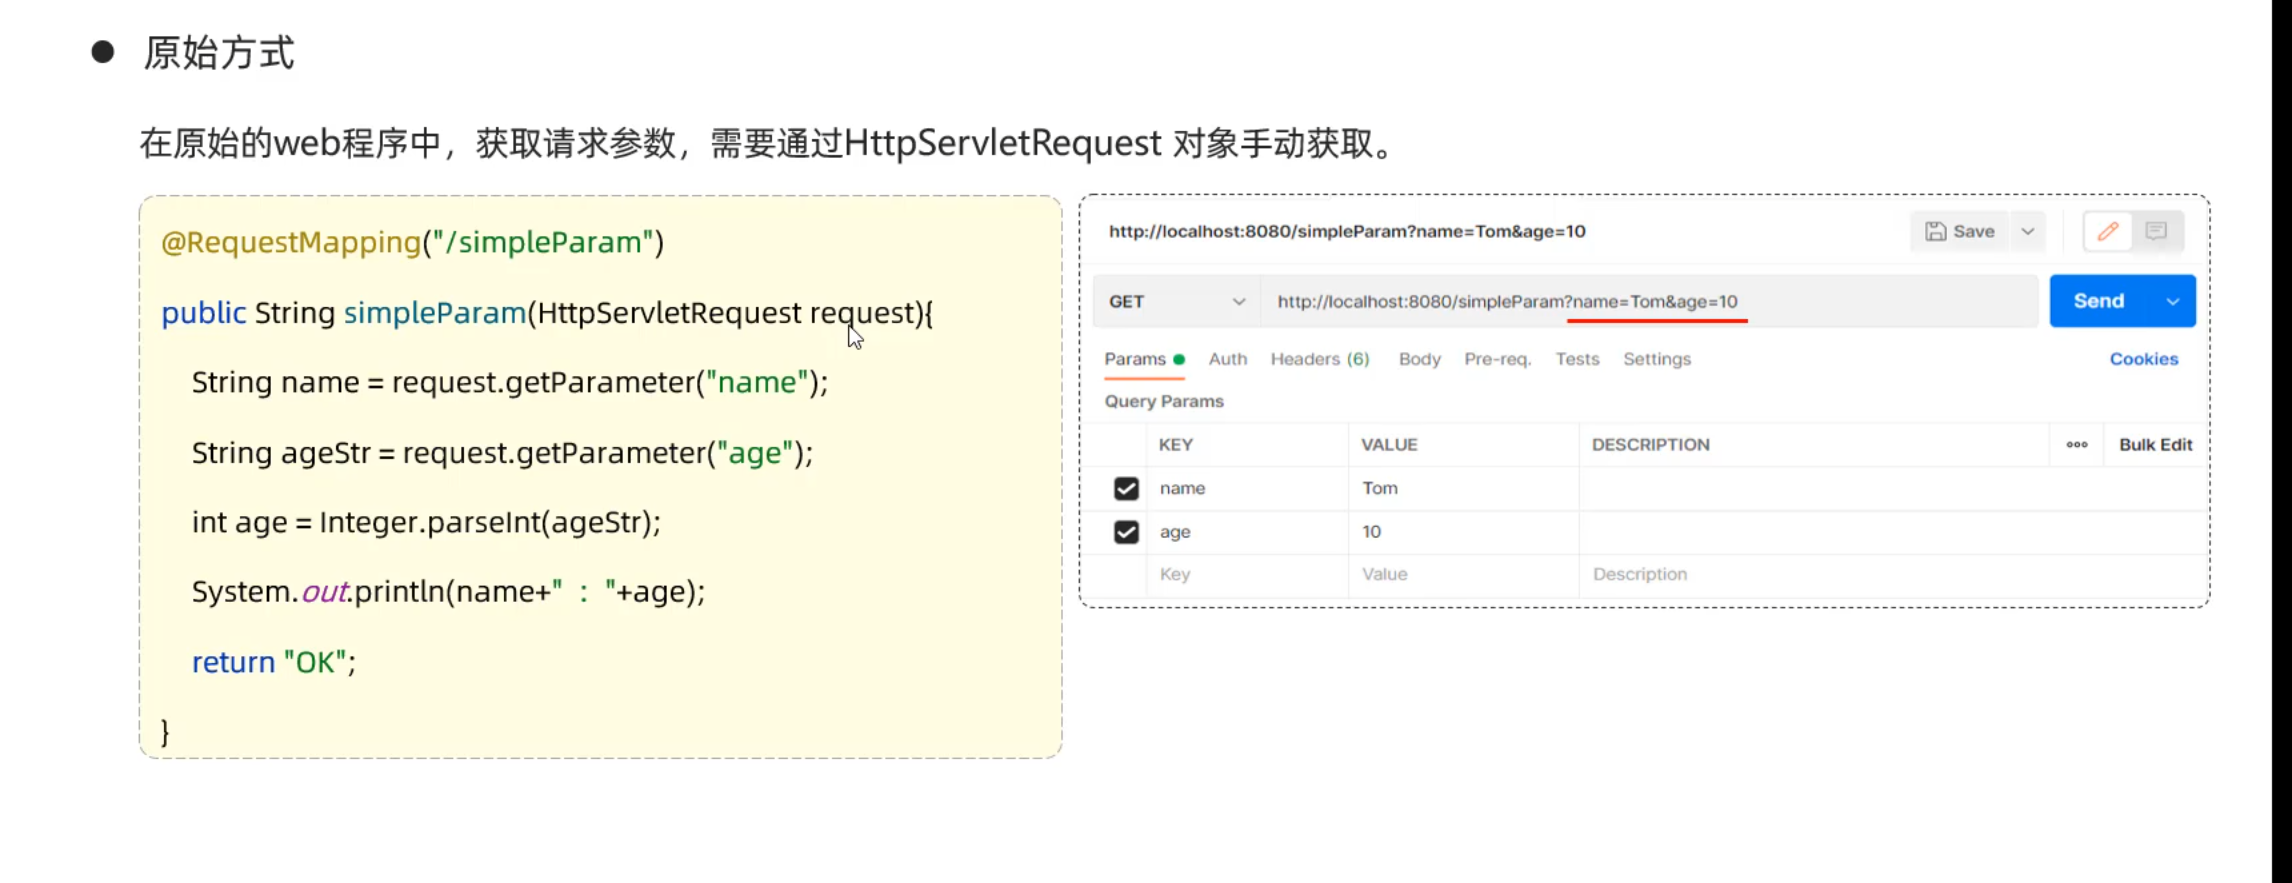 原始方式
在原始的web程序中，获取请求参数，需要通过HttpServletRequest 对象手动获取。
@RequestMapping("/simpleParam")
public String simpleParam(HttpServletRequest request){
String name = request.getParameter("name");
String ageStr = request.getParameter("age");
int age = Integer.parseInt(ageStr);
System.out.println(name+" : "+age);
return "OK";
}
http://localhost:8080/simpleParam?name=Tom&age=10
Save
GET
http://localhost:8080/simpleParam?name=Tom&age=10
Send
Params Auth Headers (6) Body Pre-req. Tests Settings Cookies
Query Params
KEY VALUE DESCRIPTION ooo Bulk Edit
name Tom
age 10
Key Value Description